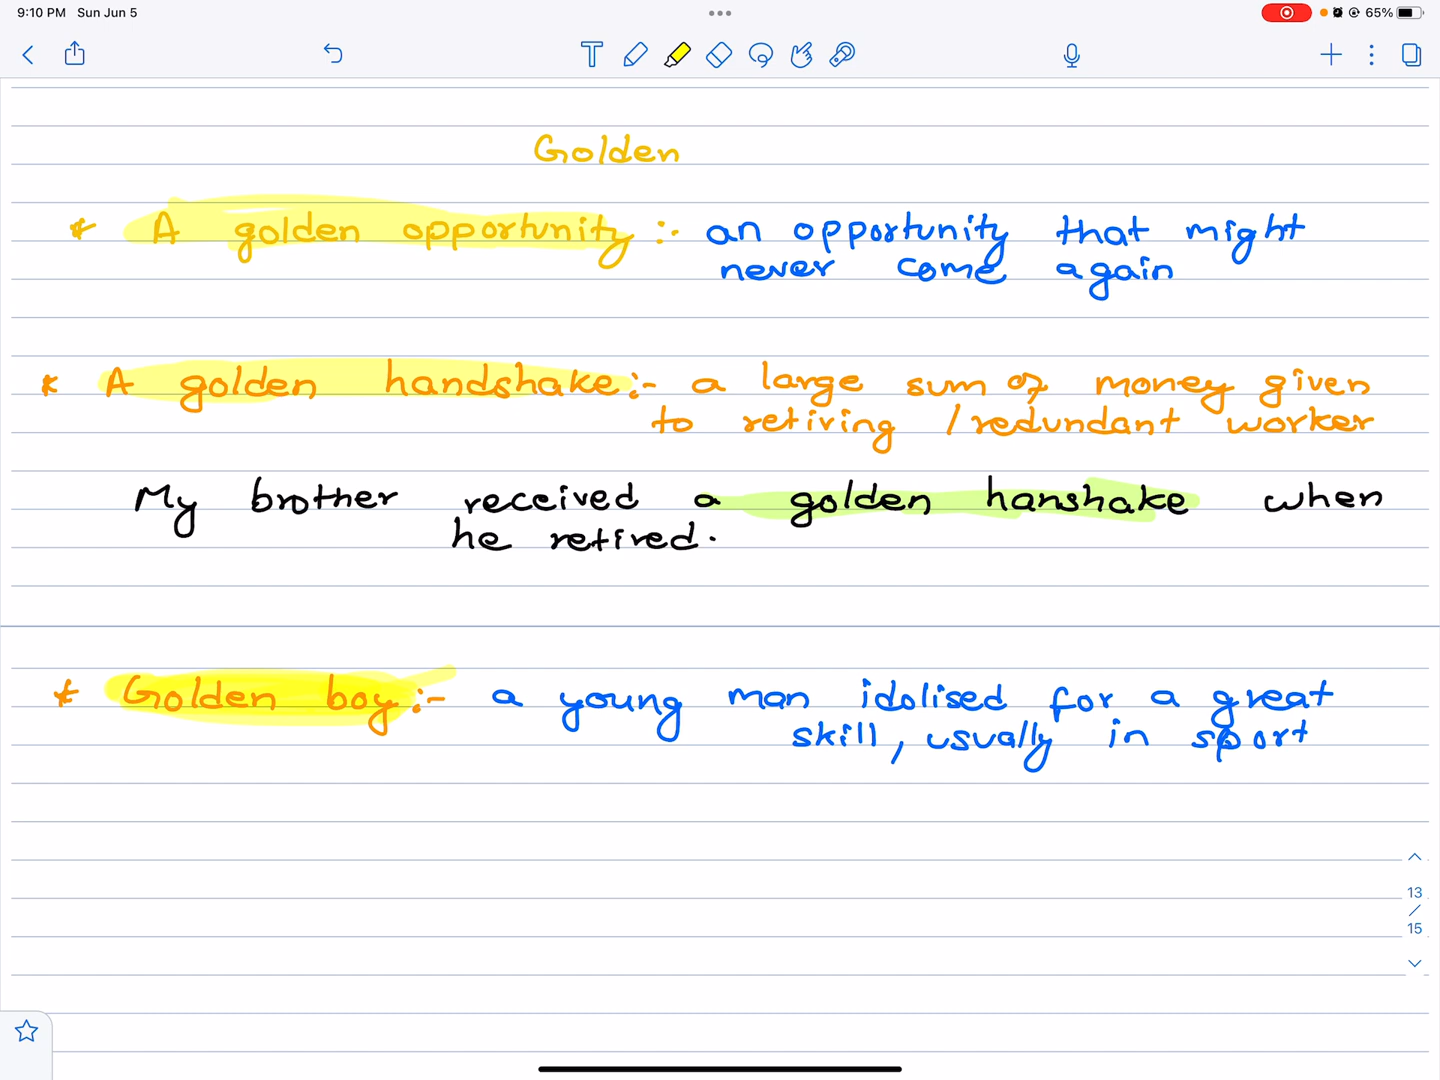 9:10 PM Sun Jun 5
65%
Golden
* A golden opportunity :- an opportunity that might
never come again
* A golden handshake :- a large sum of money given
to retiring / redundant worker
My brother received a golden hanshake when
he retired.
* Golden boy :- a young man idolised for a great
skill, usually in sport
13
/
15